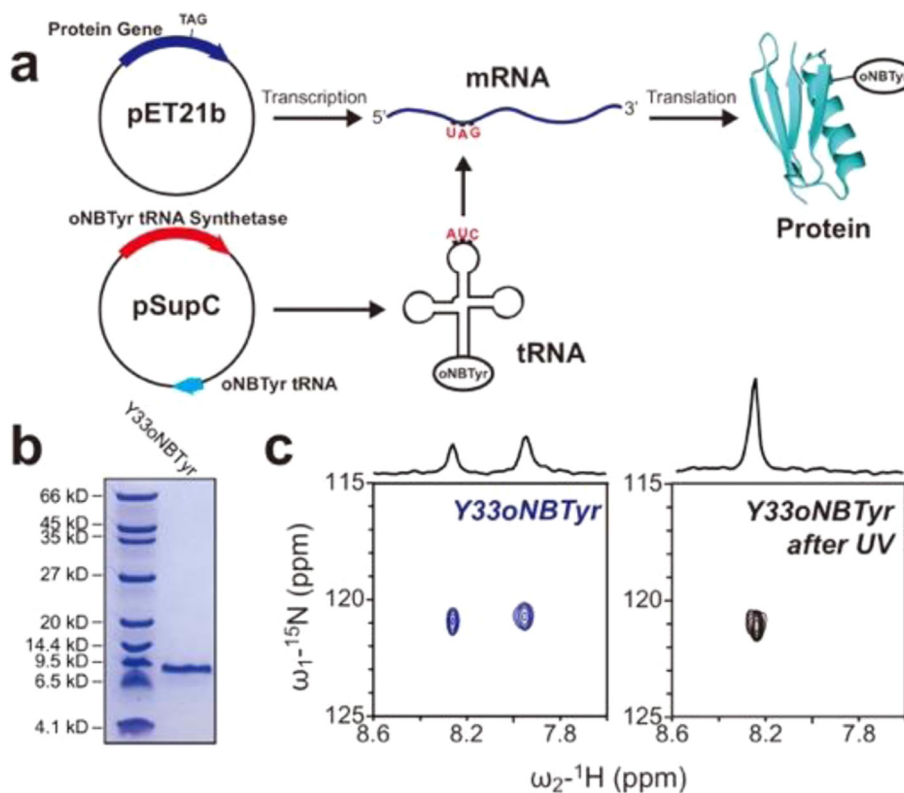 a
Protein Gene
TAG
pET21b
Transcription
mRNA
5'
3'
UAG
Translation
oNBTyr
Protein
oNBTyr tRNA Synthetase
pSupC
oNBTyr tRNA
AUC
tRNA
oNBTyr
b
Y33oNBTyr
66 kD
45 kD
35 kD
27 kD
20 kD
14.4 kD
9.5 kD
6.5 kD
4.1 kD
c
115
120
125
ω1-15N (ppm)
Y33oNBTyr
8.6
8.2
7.8
115
120
125
Y33oNBTyr
after UV
8.6
8.2
7.8
ω2-1H (ppm)